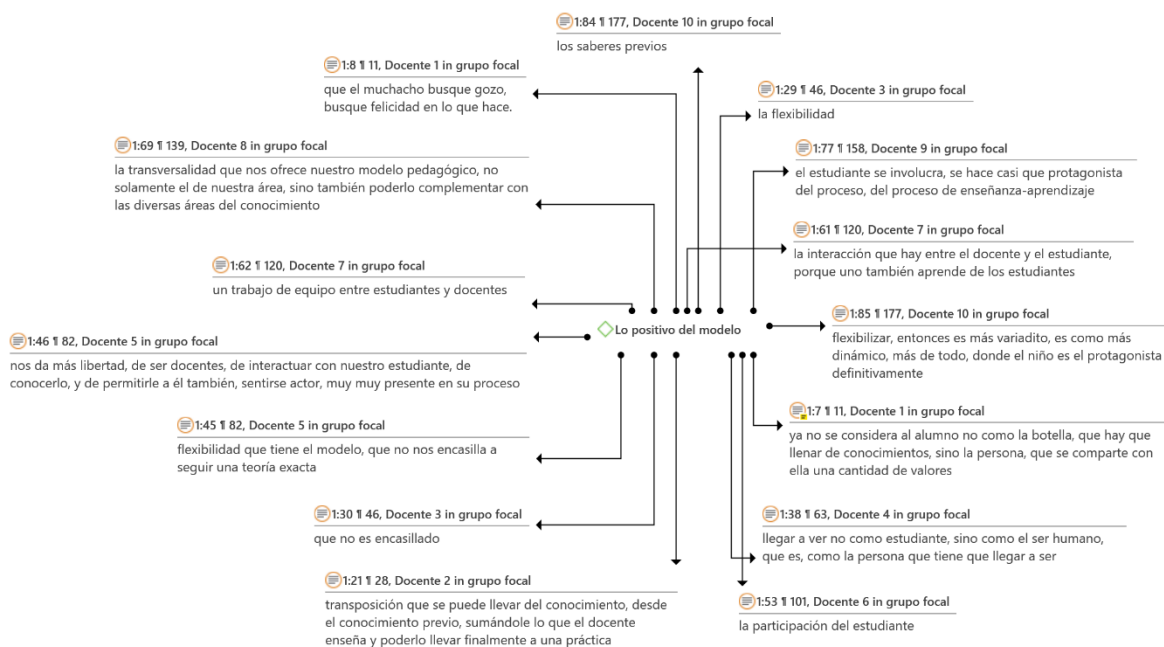 1:84 ¶ 177, Docente 10 in grupo focal
los saberes previos
1:8 ¶ 11, Docente 1 in grupo focal
que el muchacho busque gozo,
busque felicidad en lo que hace.
1:29 ¶ 46, Docente 3 in grupo focal
la flexibilidad
1:69 ¶ 139, Docente 8 in grupo focal
la transversalidad que nos ofrece nuestro modelo pedagógico, no
solamente el de nuestra área, sino también poderlo complementar con
las diversas áreas del conocimiento
1:77 ¶ 158, Docente 9 in grupo focal
el estudiante se involucra, se hace casi que protagonista
del proceso, del proceso de enseñanza-aprendizaje
1:61 ¶ 120, Docente 7 in grupo focal
la interacción que hay entre el docente y el estudiante,
porque uno también aprende de los estudiantes
1:62 ¶ 120, Docente 7 in grupo focal
un trabajo de equipo entre estudiantes y docentes
Lo positivo del modelo
1:85 ¶ 177, Docente 10 in grupo focal
flexibilizar, entonces es más variadito, es como más
dinámico, más de todo, donde el niño es el protagonista
definitivamente
1:46 ¶ 82, Docente 5 in grupo focal
nos da más libertad, de ser docentes, de interactuar con nuestro estudiante, de
conocerlo, y de permitirle a él también, sentirse actor, muy muy presente en su proceso
1:7 ¶ 11, Docente 1 in grupo focal
ya no se considera al alumno no como la botella, que hay que
llenar de conocimientos, sino la persona, que se comparte con
ella una cantidad de valores
1:45 ¶ 82, Docente 5 in grupo focal
flexibilidad que tiene el modelo, que no nos encasilla a
seguir una teoría exacta
1:30 ¶ 46, Docente 3 in grupo focal
que no es encasillado
1:38 ¶ 63, Docente 4 in grupo focal
llegar a ver no como estudiante, sino como el ser humano,
que es, como la persona que tiene que llegar a ser
1:21 ¶ 28, Docente 2 in grupo focal
transposición que se puede llevar del conocimiento, desde
el conocimiento previo, sumándole lo que el docente
enseña y poderlo llevar finalmente a una práctica
1:53 ¶ 101, Docente 6 in grupo focal
la participación del estudiante